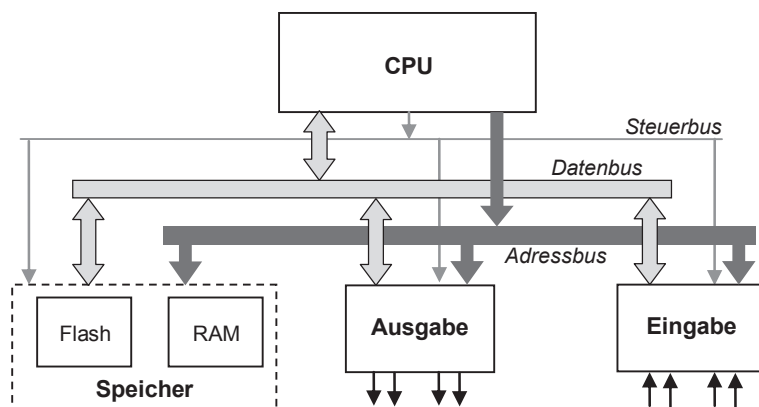 CPU
Steuerbus
Datenbus
Adressbus
Flash
RAM
Speicher
Ausgabe
Eingabe